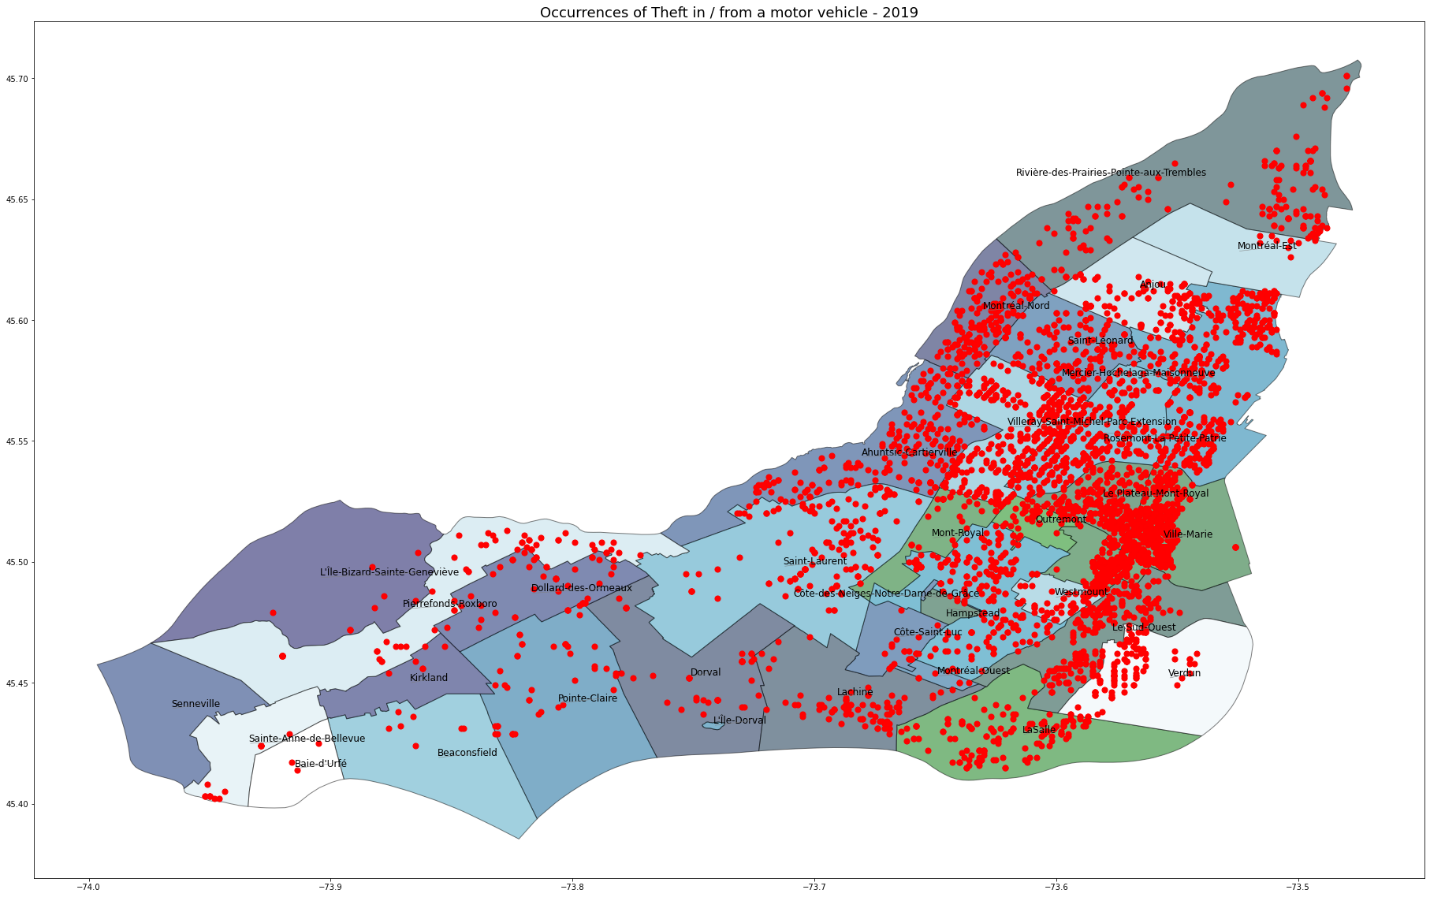 Occurrences of Theft in / from a motor vehicle - 2019
45.70
45.65
45.60
45.55
45.50
45.45
45.40
Rivière-des-Prairies-Pointe-aux-Trembles
Montréal-Est
Anjou
Montréal-Nord
Saint-Léonard
Mercier-Hochelaga-Maisonneuve
Villeray-Saint-Michel-Parc-Extension
Rosemont-La Petite-Patrie
Ahuntsic-Cartierville
Le Plateau-Mont-Royal
Outremont
Mont-Royal
Ville-Marie
Saint-Laurent
L'Île-Bizard-Sainte-Geneviève
Dollard-des-Ormeaux
Côte-des-Neiges-Notre-Dame-de-Grâce
Westmount
Pierrefonds-Roxboro
Hampstead
Le Sud-Ouest
Côte-Saint-Luc
Montréal-Ouest
Verdun
Dorval
Kirkland
Lachine
Pointe-Claire
Senneville
L'Île-Dorval
LaSalle
Sainte-Anne-de-Bellevue
Beaconsfield
Baie-d'Urfé
−74.0
−73.9
−73.8
−73.7
−73.6
−73.5